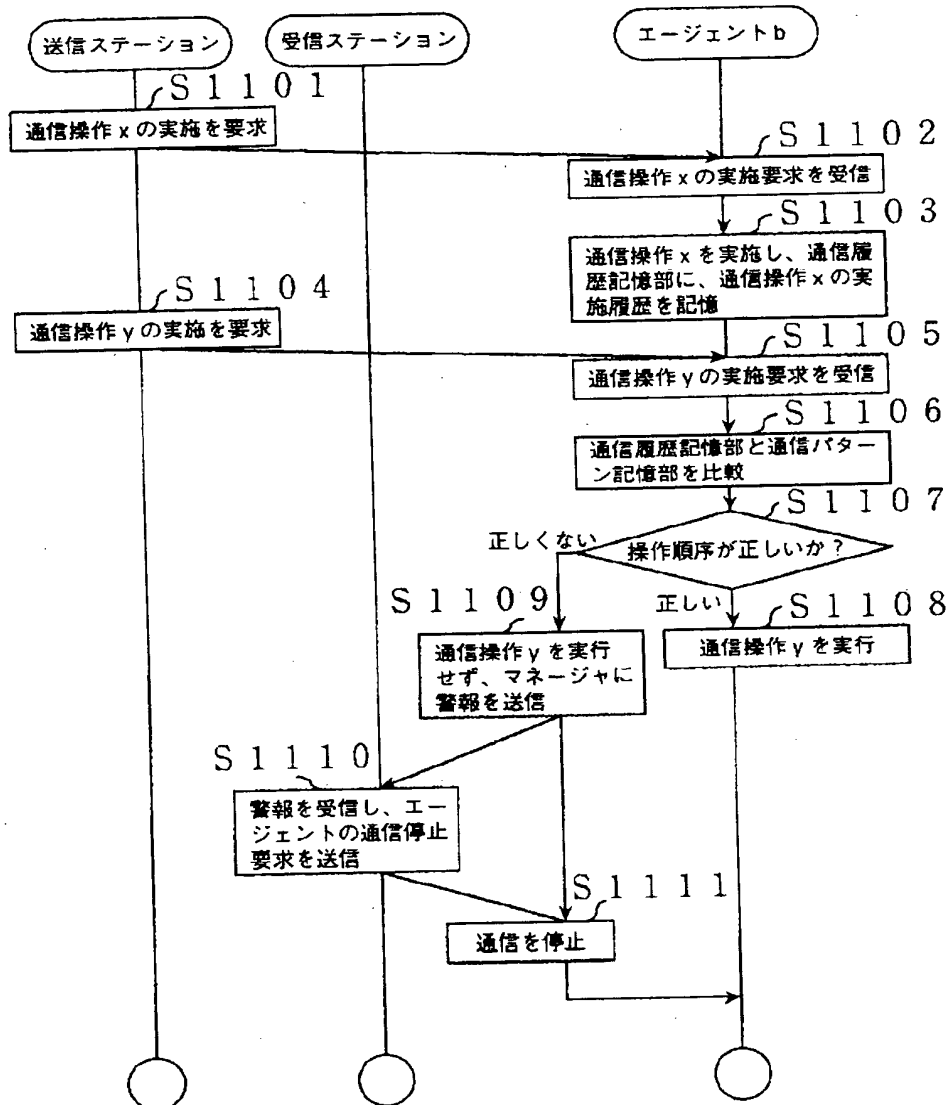 送信ステーション
受信ステーション
エージェントb
S1101
通信操作xの実施を要求
S1102
通信操作xの実施要求を受信
S1103
通信操作xを実施し、通信履
歴記憶部に、通信操作xの実
施履歴を記憶
S1104
通信操作yの実施を要求
S1105
通信操作yの実施要求を受信
S1106
通信履歴記憶部と通信パター
ン記憶部を比較
S1107
操作順序が正しいか?
正しくない
正しい
S1108
通信操作yを実行
S1109
通信操作yを実行
せず、マネージャに
警報を送信
S1110
警報を受信し、エー
ジェントの通信停止
要求を送信
S1111
通信を停止